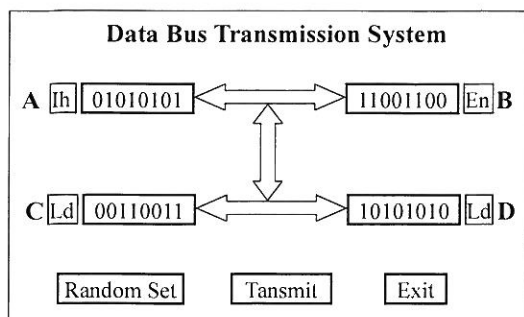 Data Bus Transmission System
A Ih 01010101 11001100 En B
C Ld 00110011 10101010 Ld D
Random Set Tansmit Exit